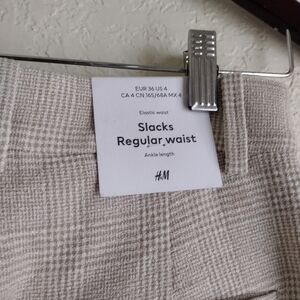 EUR 36 US 4
CA 4 CN 165/68A MX 4
Elastic waist
Slacks
Regular waist
Ankle length
H&M